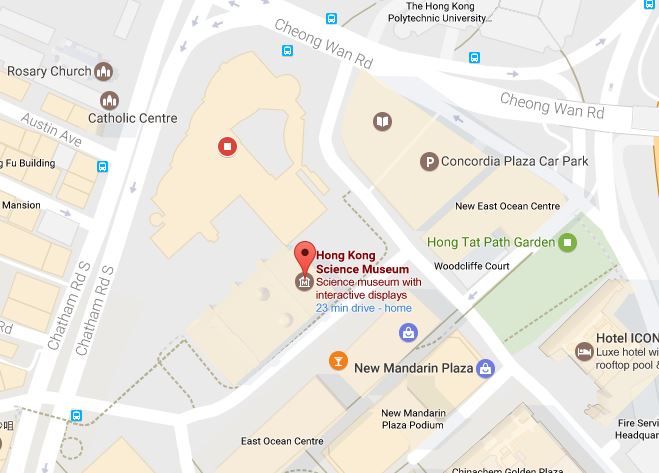 The Hong Kong
Polytechnic University...
Cheong Wan Rd
Rosary Church
Catholic Centre
Cheong Wan Rd
Austin Ave
g Fu Building
Concordia Plaza Car Park
P
Mansion
New East Ocean Centre
Hong Tat Path Garden
Woodcliffe Court
Hong Kong
Science Museum
Science museum with
interactive displays
23 min drive - home
Chatham Rd S
Chatham Rd S
Rd
Hotel ICON
Luxe hotel wi
rooftop pool &
New Mandarin Plaza
New Mandarin
Plaza Podium
咀
East Ocean Centre
Fire Servi
Headquar
Chinachem Golden Plaza